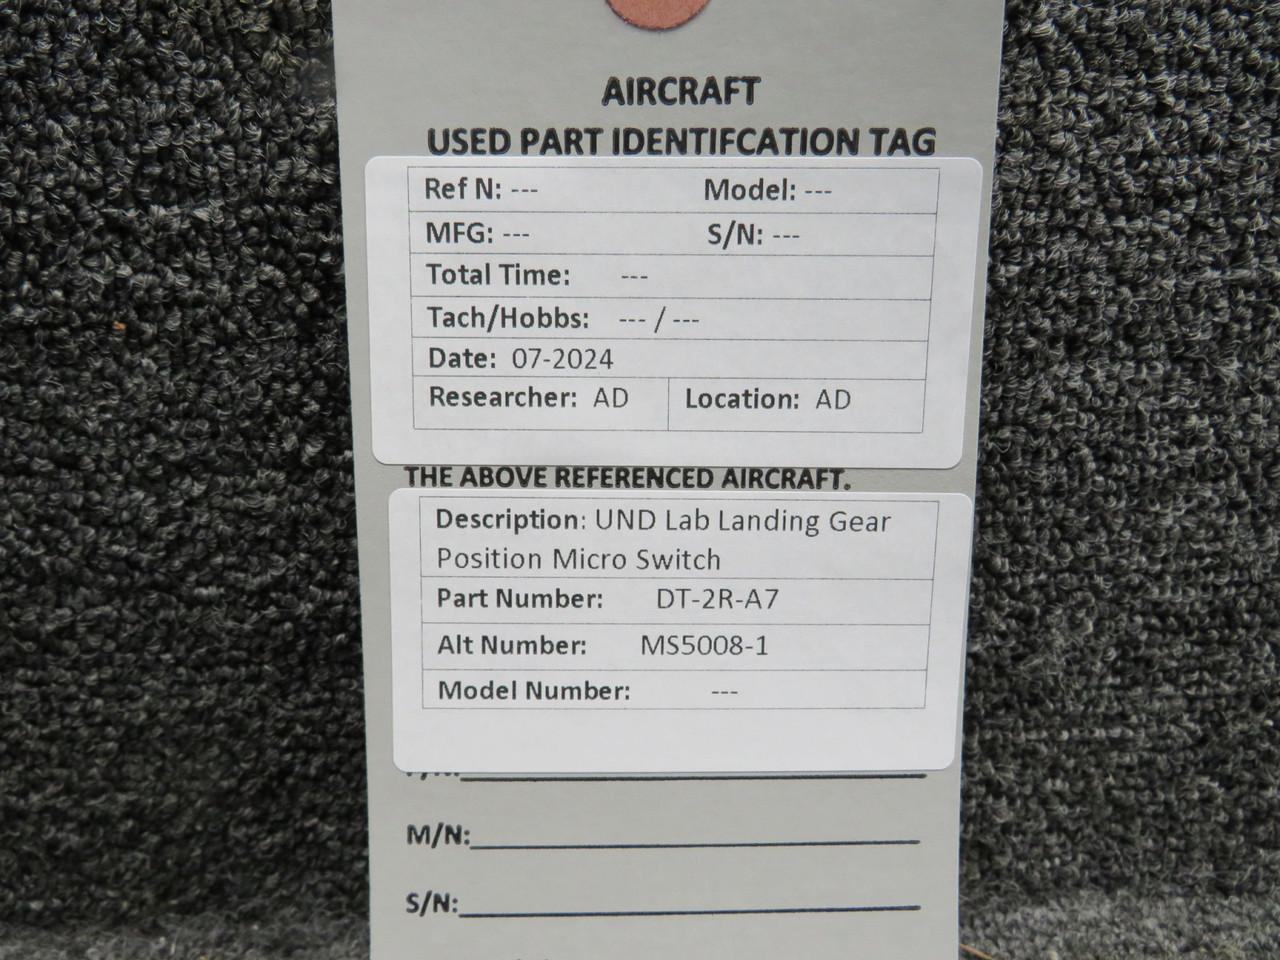 AIRCRAFT
USED PART IDENTIFCATION TAG
Ref N: --- Model: ---
MFG: --- S/N: ---
Total Time: ---
Tach/Hobbs: --- / ---
Date: 07-2024
Researcher: AD Location: AD
THE ABOVE REFERENCED AIRCRAFT.
Description: UND Lab Landing Gear
Position Micro Switch
Part Number: DT-2R-A7
Alt Number: MS5008-1
Model Number: ---
M/N:
S/N: